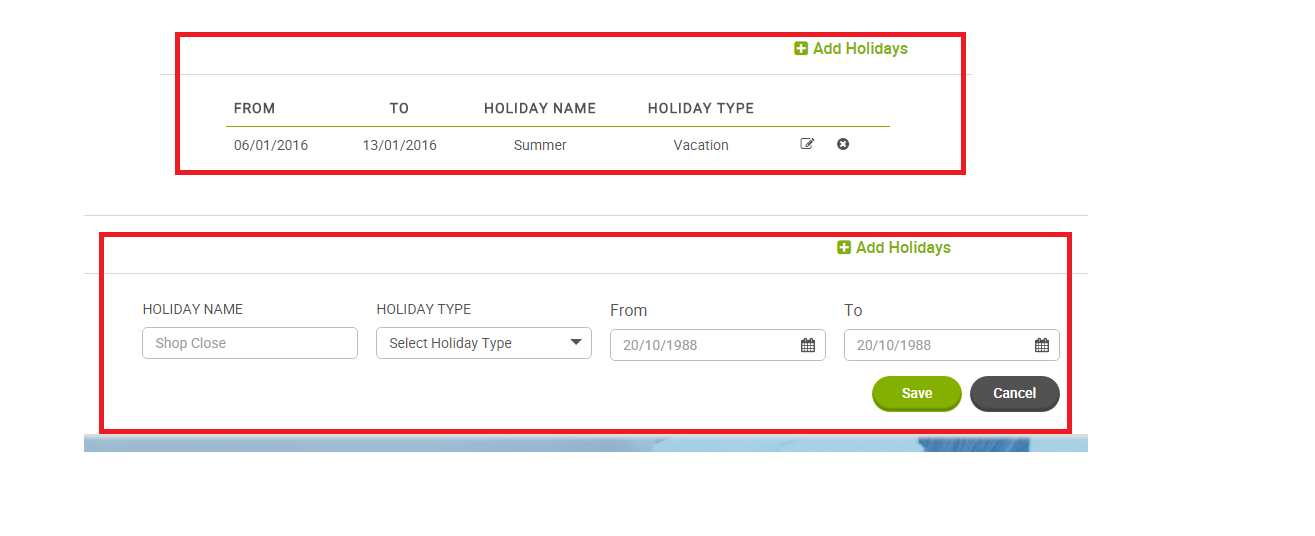 Add Holidays
FROM TO HOLIDAY NAME HOLIDAY TYPE
06/01/2016 13/01/2016 Summer Vacation
Add Holidays
HOLIDAY NAME HOLIDAY TYPE From To
Shop Close Select Holiday Type 20/10/1988 20/10/1988
Save Cancel